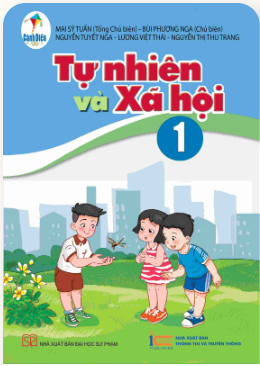 MAI SỸ TUẤN (Tổng Chủ biên) – BÙI PHƯƠNG NGA (Chủ biên)
NGUYỄN TUYẾT NGA – LƯƠNG VIỆT THÁI – NGUYỄN THỊ THU TRANG
Cánh Diều
Tự nhiên
và Xã hội
1
NHÀ XUẤT BẢN ĐẠI HỌC SƯ PHẠM
NHÀ XUẤT BẢN
THÔNG TIN VÀ TRUYỀN THÔNG